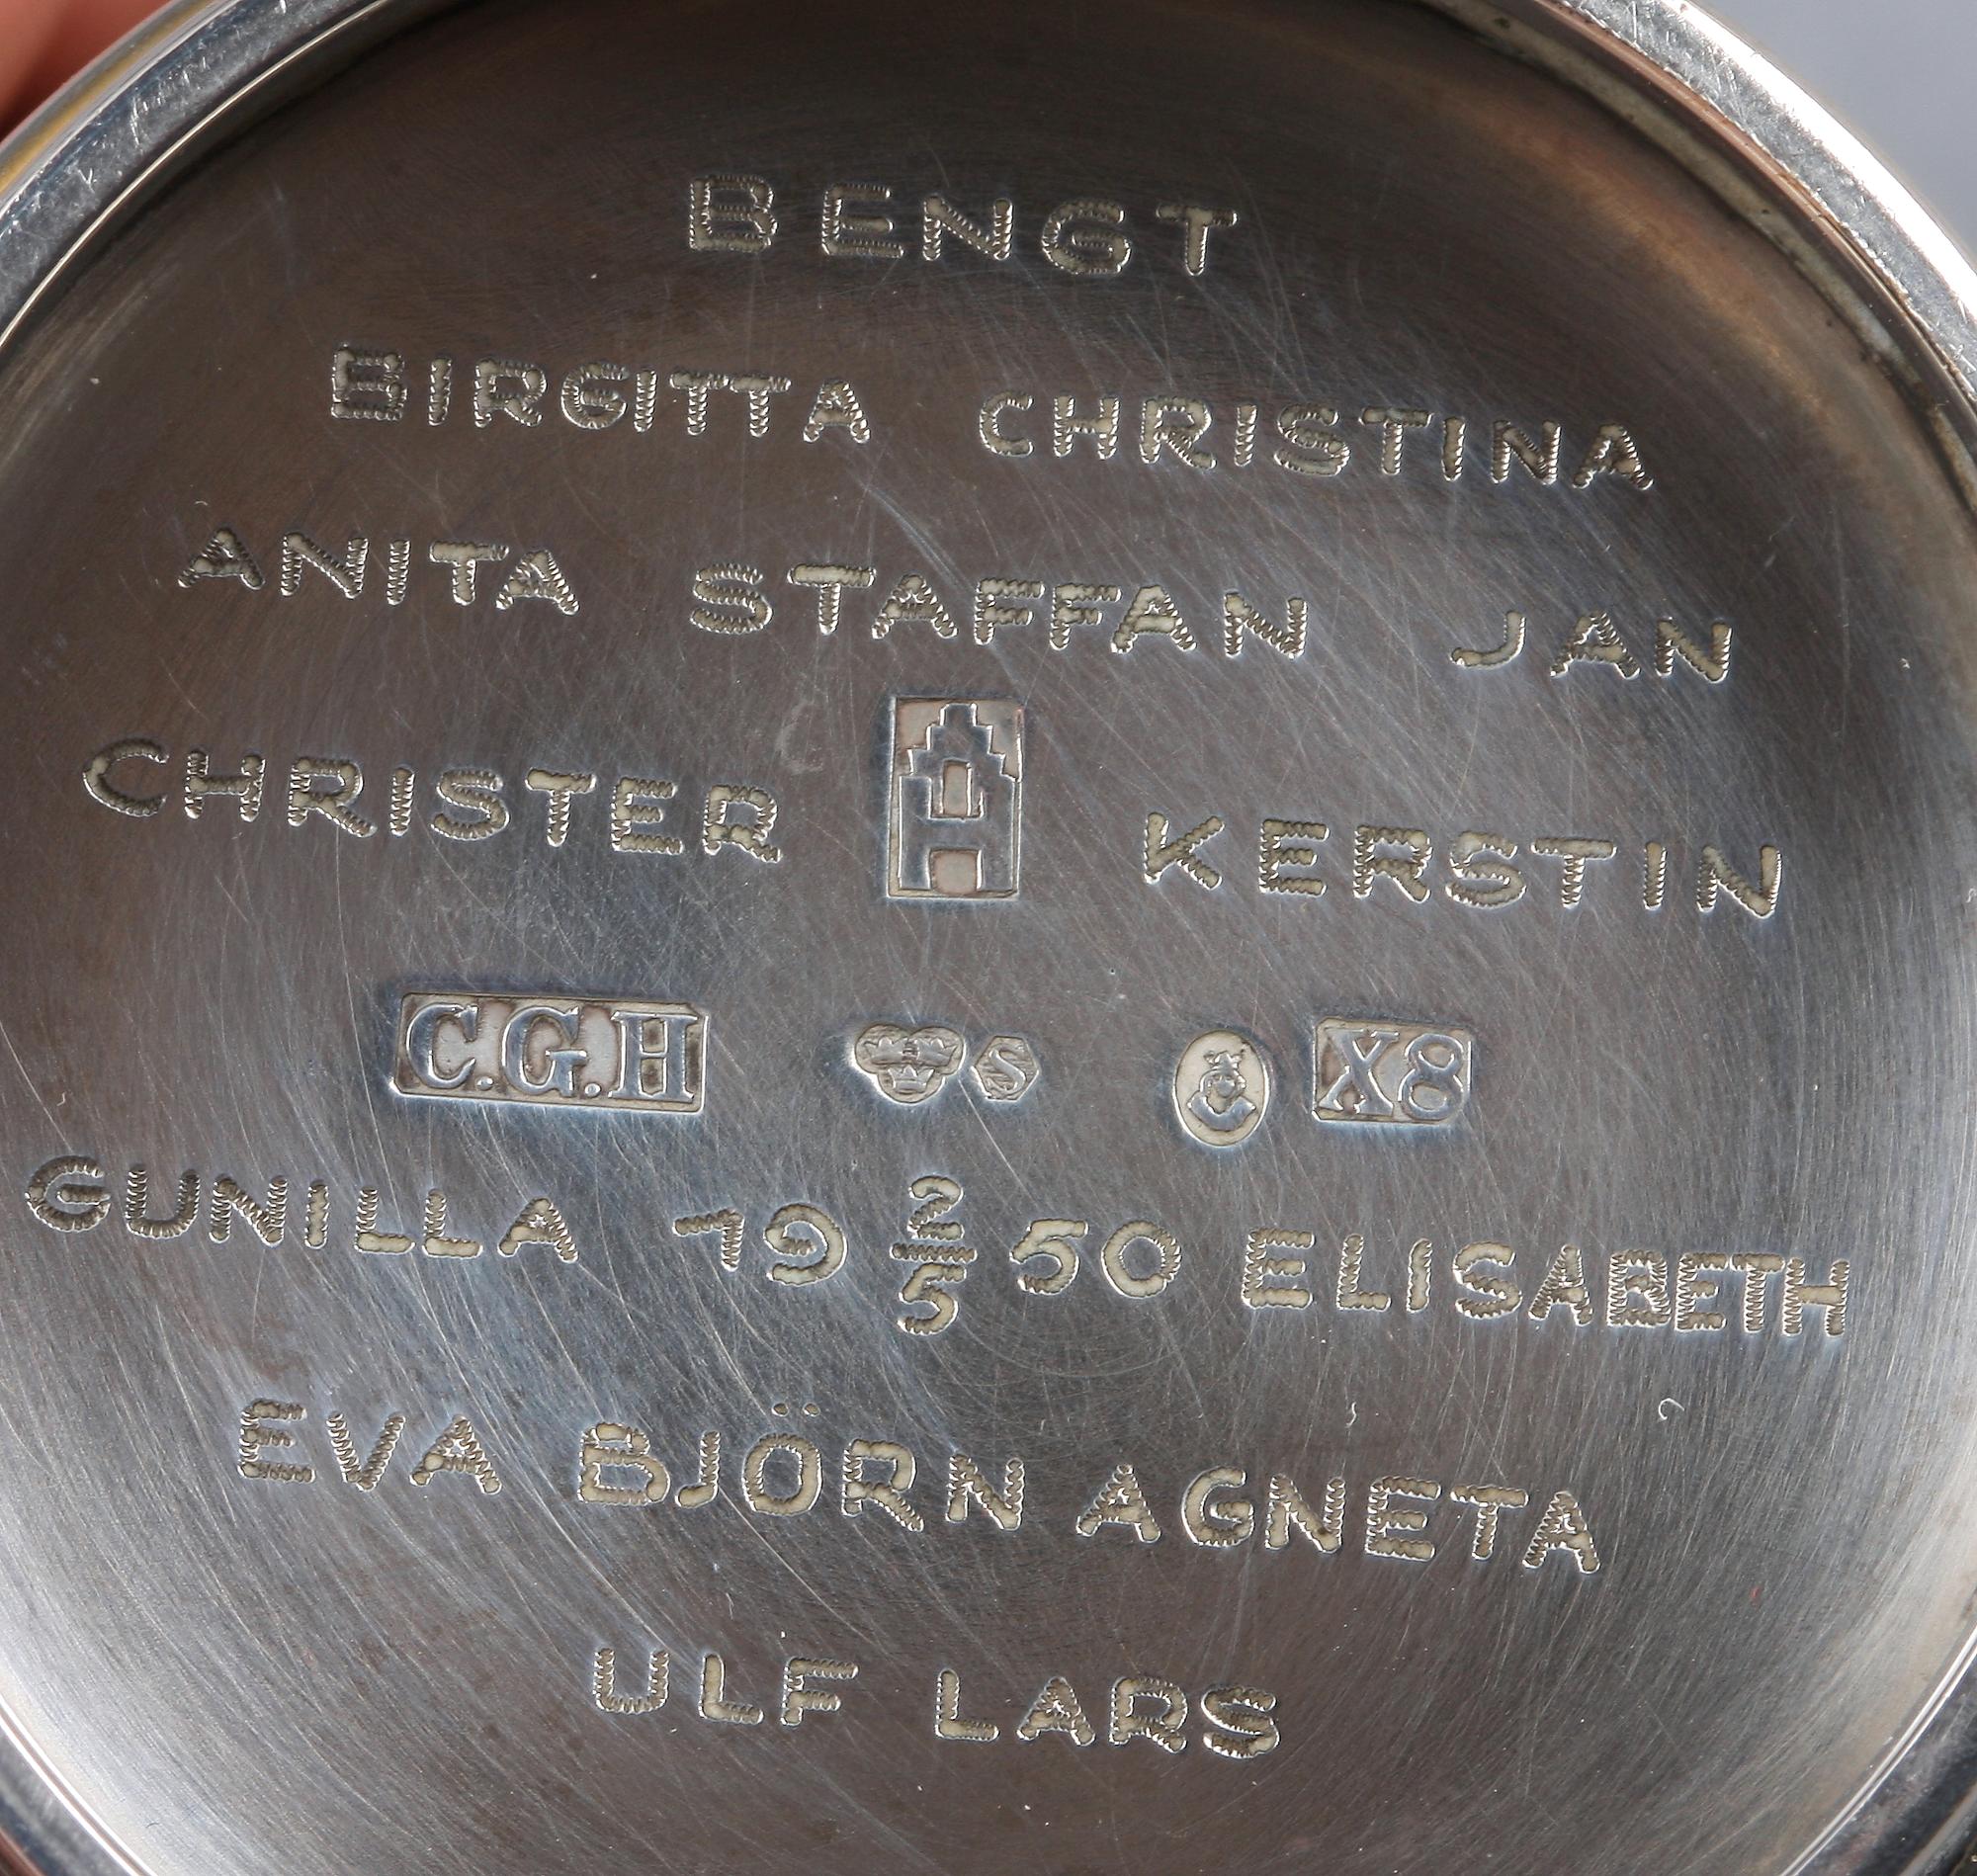 BENGT
BIRGITTA CHRISTINA
ANITA STAFFAN JAN
CHRISTER H KERSTIN
C.G.H S X8
GUNILLA 19 2/5 50 ELISABETH
EVA BJÖRN AGNETA
ULF LARS